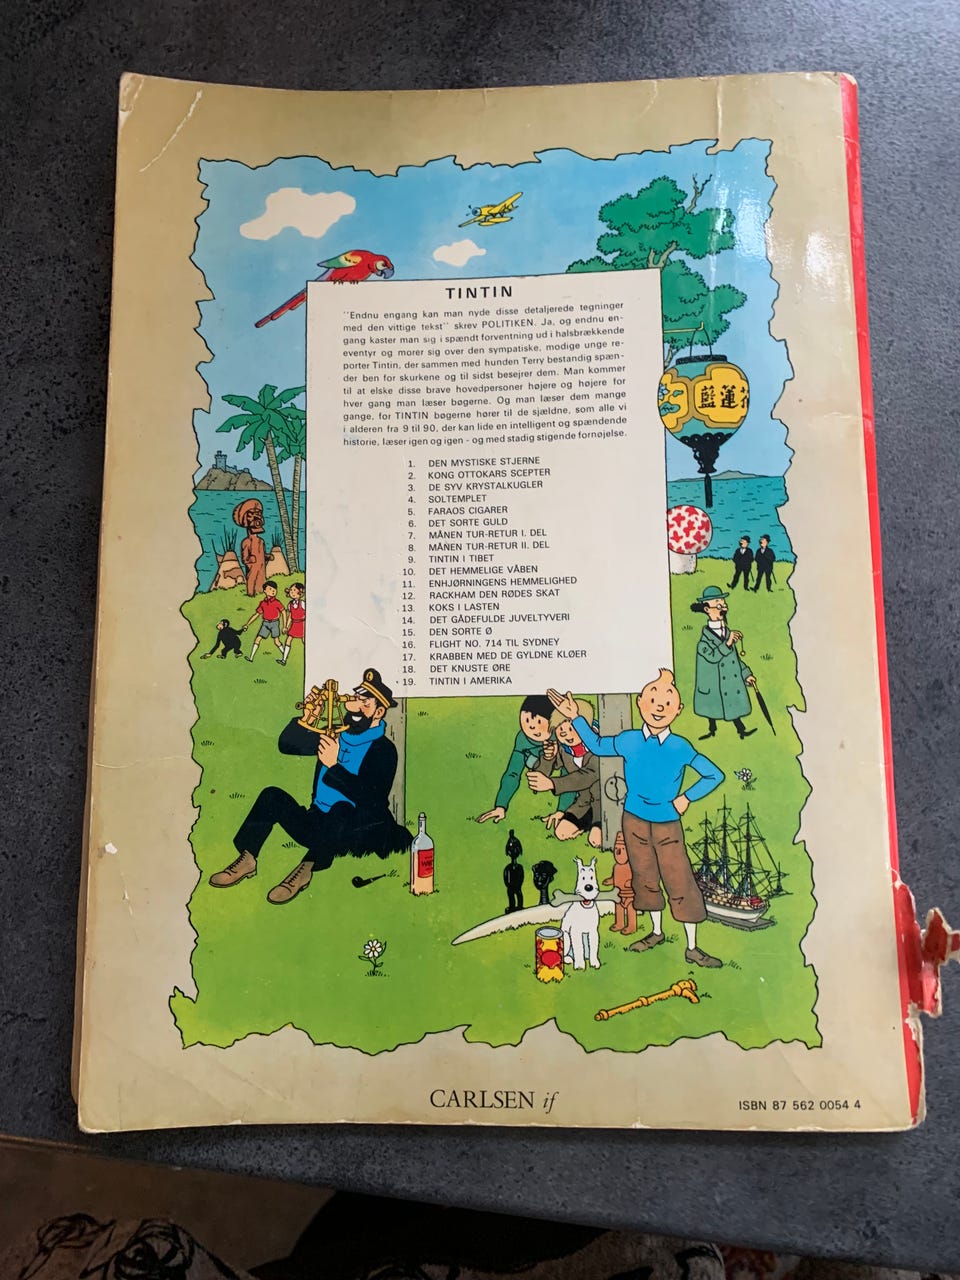 TINTIN
"Endnu engang kan man nyde disse detaljerede tegninger
med den vittige tekst" skrev POLITIKEN. Ja, og endnu en-
gang kaster man sig i spændt forventning ud i halsbrækkende
eventyr og morer sig over den sympatiske, modige unge re-
porter Tintin, der sammen med hunden Terry bestandig spæn-
der ben for skurkene og til sidst besejrer dem. Man kommer
til at elske disse brave hovedpersoner højere og højere for
hver gang man læser bøgerne. Og man læser dem mange
gange, for TINTIN bøgerne hører til de sjældne, som alle vi
i alderen fra 9 til 90, der kan lide en intelligent og spændende
historie, læser igen og igen - og med stadig stigende fornøjelse.
1. DEN MYSTISKE STJERNE
2. KONG OTTOKARS SCEPTER
3. DE SYV KRYSTALKUGLER
4. SOLTEMPLET
5. FARAOS CIGARER
6. DET SORTE GULD
7. MÅNEN TUR-RETUR I. DEL
8. MÅNEN TUR-RETUR II. DEL
9. TINTIN I TIBET
10. DET HEMMELIGE VÅBEN
11. ENHJØRNINGENS HEMMELIGHED
12. RACKHAM DEN RØDES SKAT
13. KOKS I LASTEN
14. DET GÅDEFULDE JUVELTYVERI
15. DEN SORTE Ø
16. FLIGHT NO. 714 TIL SYDNEY
17. KRABBEN MED DE GYLDNE KLØER
18. DET KNUSTE ØRE
19. TINTIN I AMERIKA
藍蓮花
CARLSEN if
ISBN 87 562 0054 4